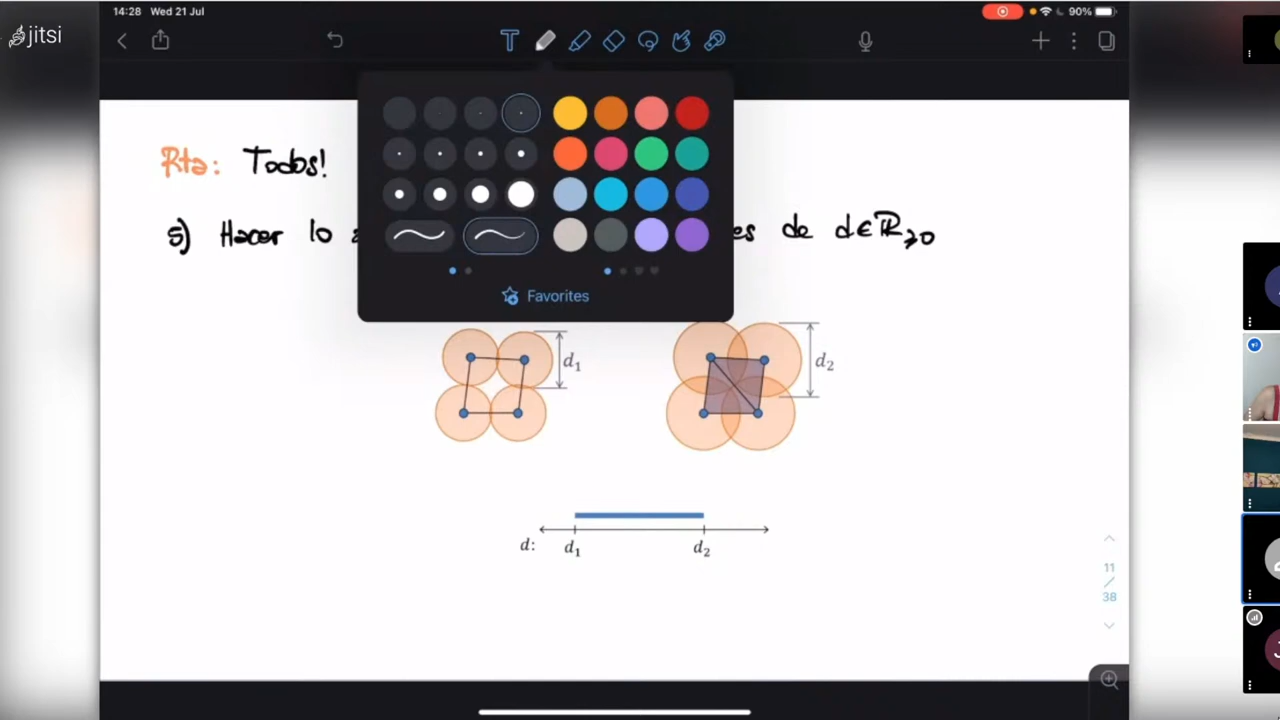 14:28 Wed 21 Jul
90%
jitsi
T
Rta: Todos!
5) Hacer lo
es de d∈ℝ≥0
Favorites
d₁
d₂
d:
d₁
d₂
11
/
38